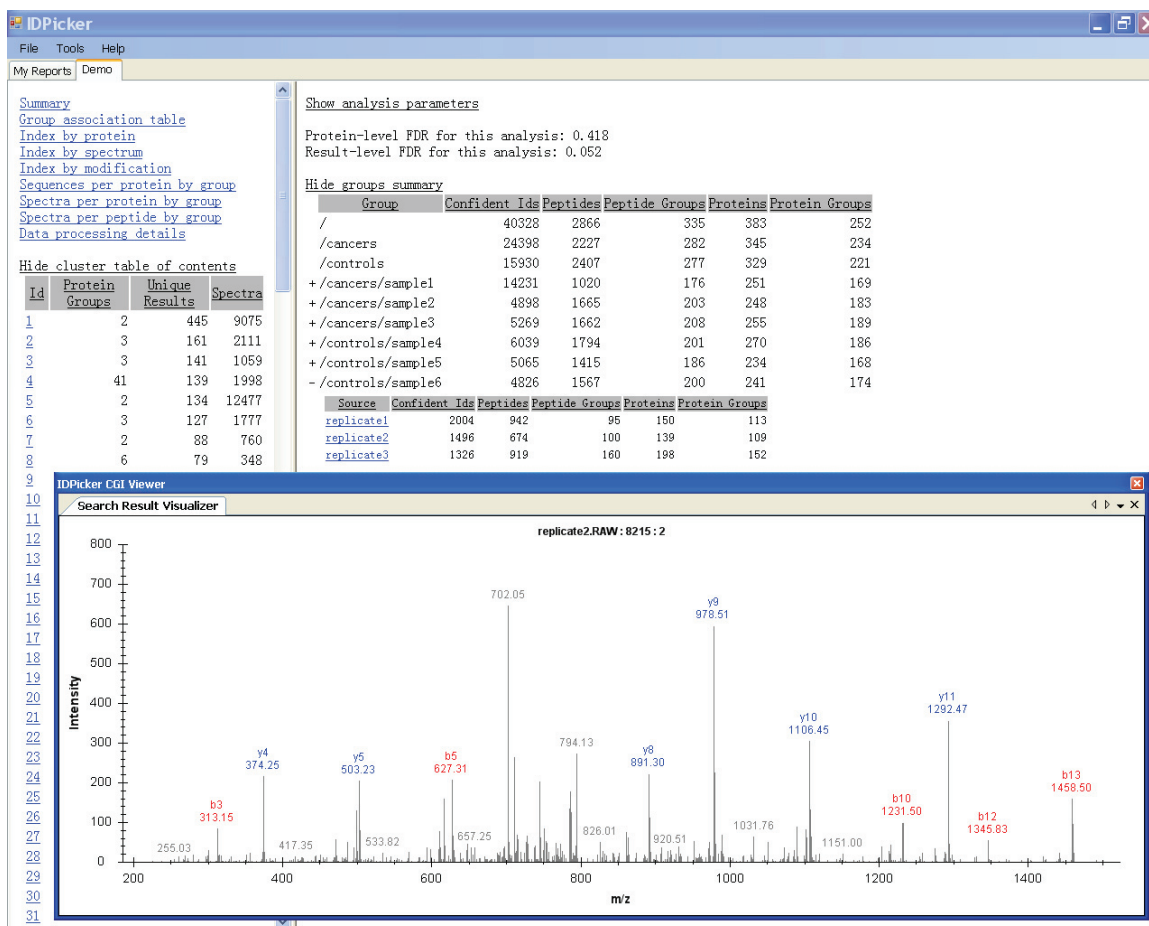 IDPicker
File Tools Help
My Reports Demo
Summary
Group association table
Index by protein
Index by spectrum
Index by modification
Sequences per protein by group
Spectra per protein by group
Spectra per peptide by group
Data processing details
Hide cluster table of contents
Id Protein Groups Unique Results Spectra
1 2 445 9075
2 3 161 2111
3 3 141 1059
4 41 139 1998
5 2 134 12477
6 3 127 1777
7 2 88 760
8 6 79 348
9
10
11
12
13
14
15
16
17
18
19
20
21
22
23
24
25
26
27
28
29
30
31
Show analysis parameters
Protein-level FDR for this analysis: 0.418
Result-level FDR for this analysis: 0.052
Hide groups summary
Group Confident Ids Peptides Peptide Groups Proteins Protein Groups
/ 40328 2866 335 383 252
/cancers 24398 2227 282 345 234
/controls 15930 2407 277 329 221
+/cancers/sample1 14231 1020 176 251 169
+/cancers/sample2 4898 1665 203 248 183
+/cancers/sample3 5269 1662 208 255 189
+/controls/sample4 6039 1794 201 270 186
+/controls/sample5 5065 1415 186 234 168
-/controls/sample6 4826 1567 200 241 174
Source Confident Ids Peptides Peptide Groups Proteins Protein Groups
replicate1 2004 942 95 150 113
replicate2 1496 674 100 139 109
replicate3 1326 919 160 198 152
IDPicker CGI Viewer
Search Result Visualizer
replicate2.RAW : 8215 : 2
Intensity
800
700
600
500
400
300
200
100
0
702.05
y9
978.51
y11
1292.47
y10
1106.45
794.13
y4
374.25
y5
503.23
b5
627.31
y8
891.30
b13
1458.50
b3
313.15
b10
1231.50
b12
1345.83
255.03
417.35
533.82
657.25
826.01
920.51
1031.76
1151.00
200 400 600 800 1000 1200 1400
m/z